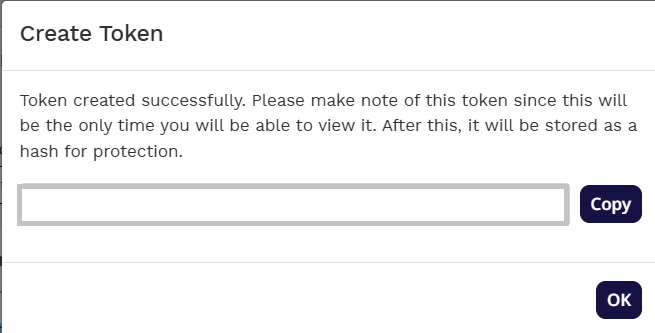 Create Token
Token created successfully. Please make note of this token since this will
be the only time you will be able to view it. After this, it will be stored as a
hash for protection.
Copy
OK